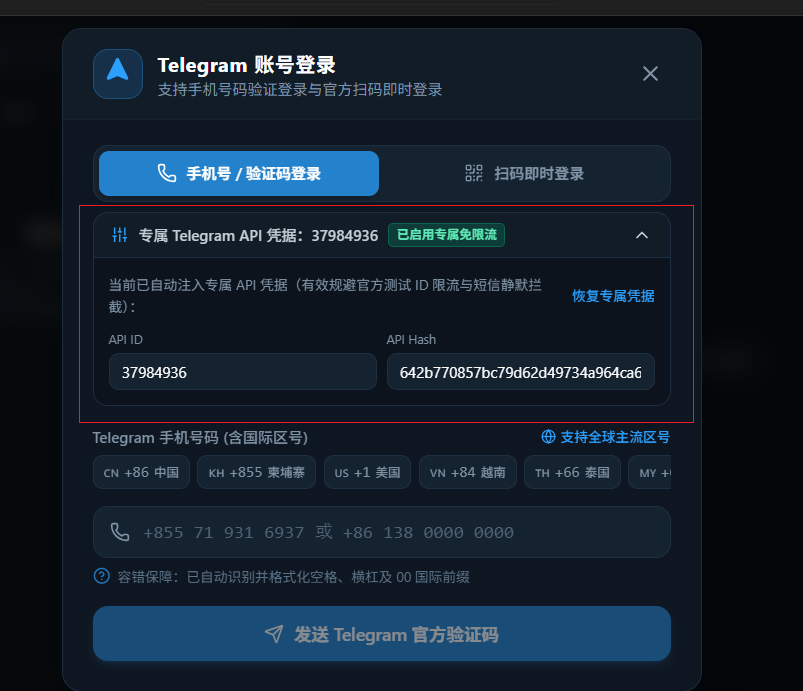 Telegram 账号登录
支持手机号码验证登录与官方扫码即时登录
手机号 / 验证码登录
扫码即时登录
专属 Telegram API 凭据：37984936 已启用专属免限流
当前已自动注入专属 API 凭据（有效规避官方测试 ID 限流与短信静默拦
截）：
恢复专属凭据
API ID
API Hash
37984936
642b770857bc79d62d49734a964ca6
Telegram 手机号码 (含国际区号)
支持全球主流区号
CN +86 中国
KH +855 柬埔寨
US +1 美国
VN +84 越南
TH +66 泰国
MY +
+855 71 931 6937 或 +86 138 0000 0000
容错保障：已自动识别并格式化空格、横杠及 00 国际前缀
发送 Telegram 官方验证码